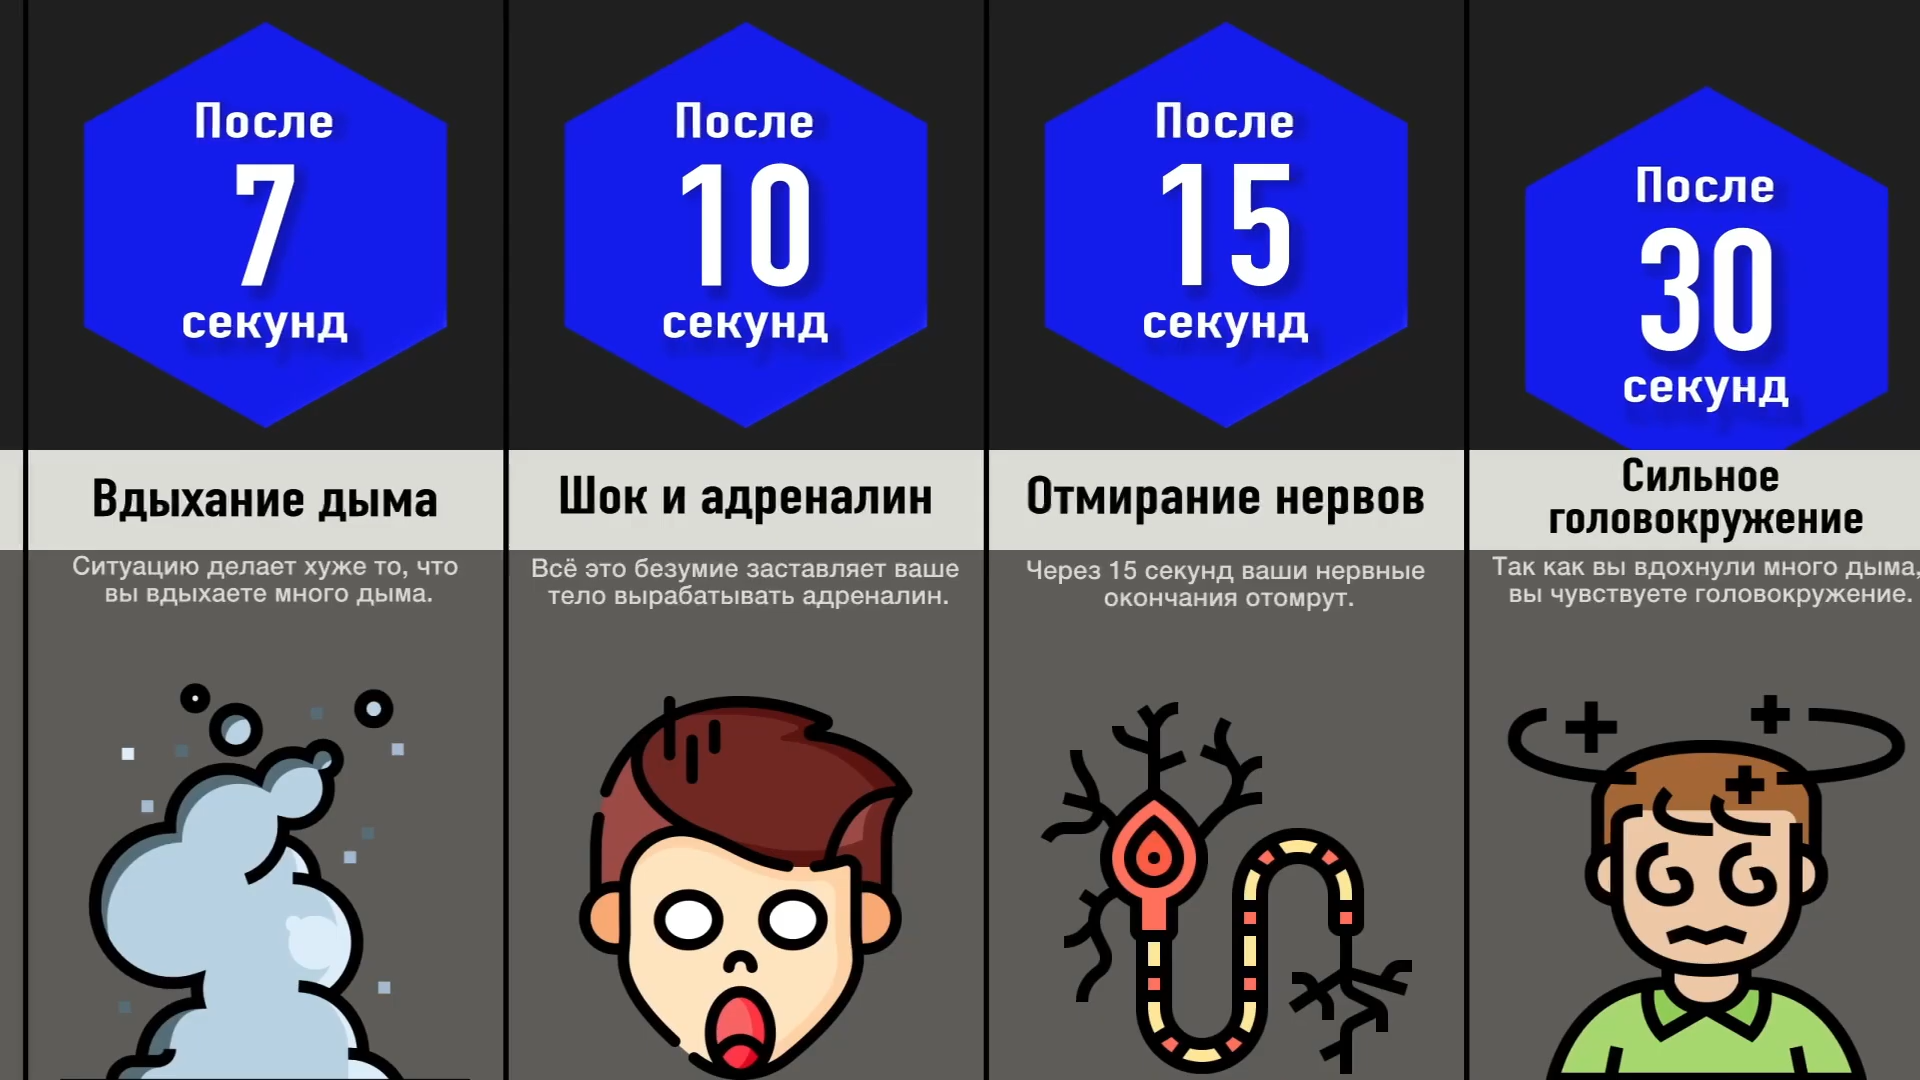 После
7
секунд
Вдыхание дыма
Ситуацию делает хуже то, что
вы вдыхаете много дыма.
После
10
секунд
Шок и адреналин
Всё это безумие заставляет ваше
тело вырабатывать адреналин.
После
15
секунд
Отмирание нервов
Через 15 секунд ваши нервные
окончания отомрут.
После
30
секунд
Сильное
головокружение
Так как вы вдохнули много дыма,
вы чувствуете головокружение.